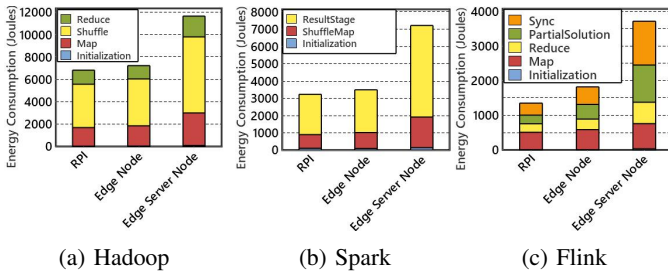 Energy Consumption (Joules)
12000
10000
8000
6000
4000
2000
0
Reduce
Shuffle
Map
Initialization
RPI
Edge Node
Edge Server Node
(a) Hadoop
Energy Consumption (Joules)
8000
7000
6000
5000
4000
3000
2000
1000
0
ResultStage
ShuffleMap
Initialization
RPI
Edge Node
Edge Server Node
(b) Spark
Energy Consumption (Joules)
4000
3000
2000
1000
0
Sync
PartialSolution
Reduce
Map
Initialization
RPI
Edge Node
Edge Server Node
(c) Flink